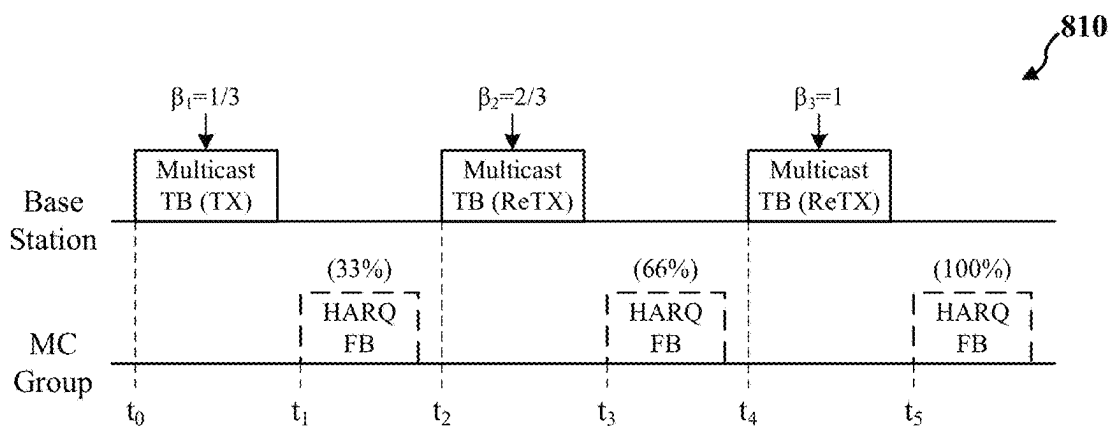 810
β₁=1/3
β₂=2/3
β₃=1
Multicast
TB (TX)
Multicast
TB (ReTX)
Multicast
TB (ReTX)
Base
Station
(33%)
(66%)
(100%)
HARQ
FB
HARQ
FB
HARQ
FB
MC
Group
t₀
t₁
t₂
t₃
t₄
t₅